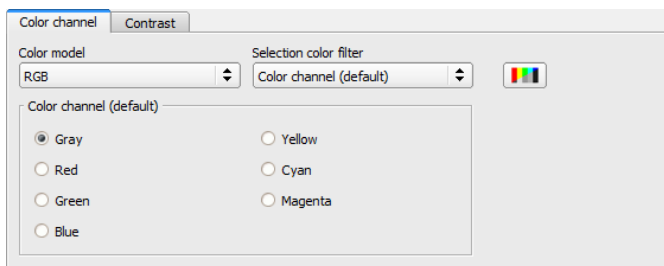 Color channel Contrast
Color model Selection color filter
RGB Color channel (default)
Color channel (default)
Gray Yellow
Red Cyan
Green Magenta
Blue